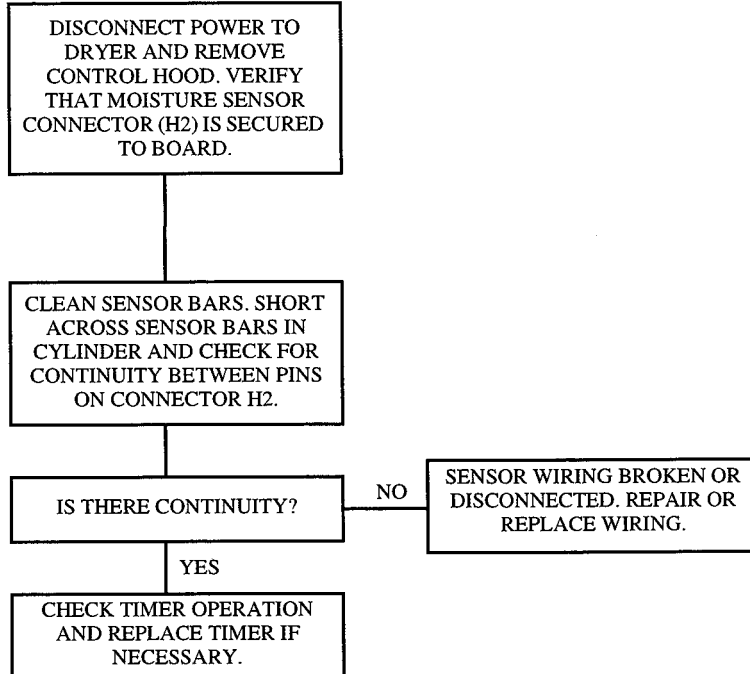 DISCONNECT POWER TO
DRYER AND REMOVE
CONTROL HOOD. VERIFY
THAT MOISTURE SENSOR
CONNECTOR (H2) IS SECURED
TO BOARD.
CLEAN SENSOR BARS. SHORT
ACROSS SENSOR BARS IN
CYLINDER AND CHECK FOR
CONTINUITY BETWEEN PINS
ON CONNECTOR H2.
IS THERE CONTINUITY?
NO
SENSOR WIRING BROKEN OR
DISCONNECTED. REPAIR OR
REPLACE WIRING.
YES
CHECK TIMER OPERATION
AND REPLACE TIMER IF
NECESSARY.